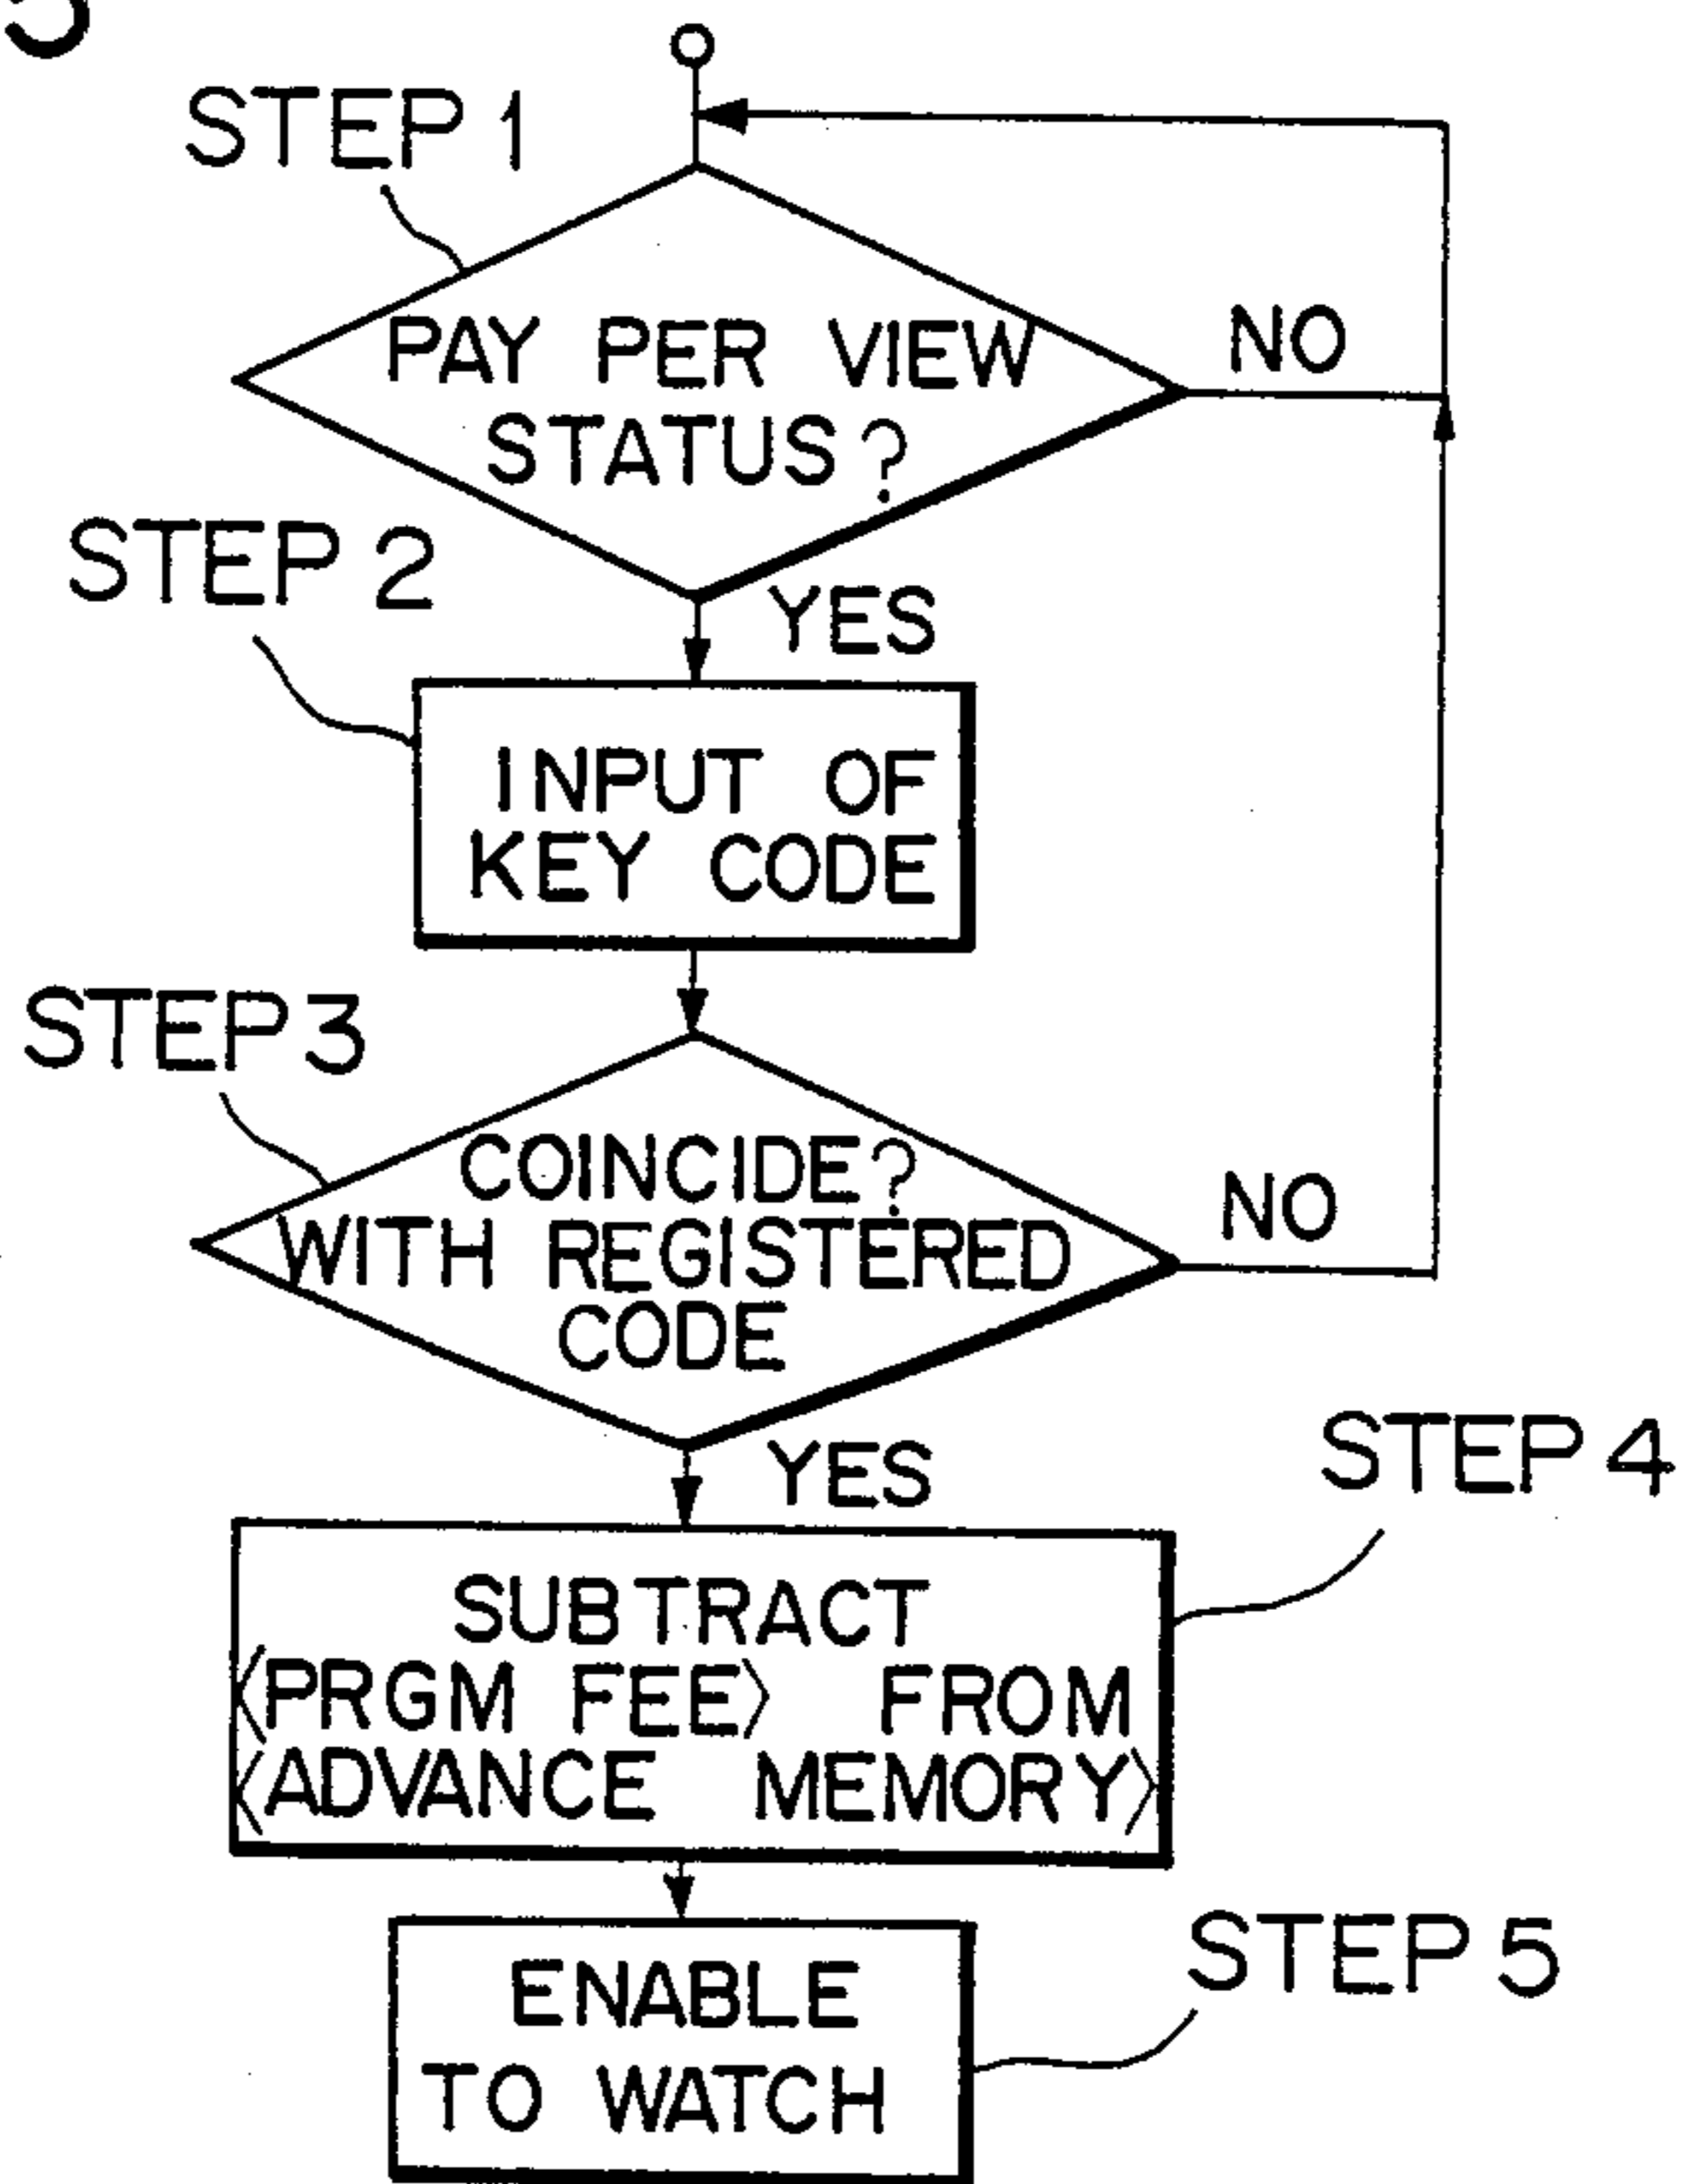 STEP 1
PAY PER VIEW
STATUS?
NO
STEP 2
YES
INPUT OF
KEY CODE
STEP 3
COINCIDE?
WITH REGISTERED
CODE
NO
YES
STEP 4
SUBTRACT
〈PRGM FEE〉 FROM
〈ADVANCE MEMORY〉
ENABLE
TO WATCH
STEP 5